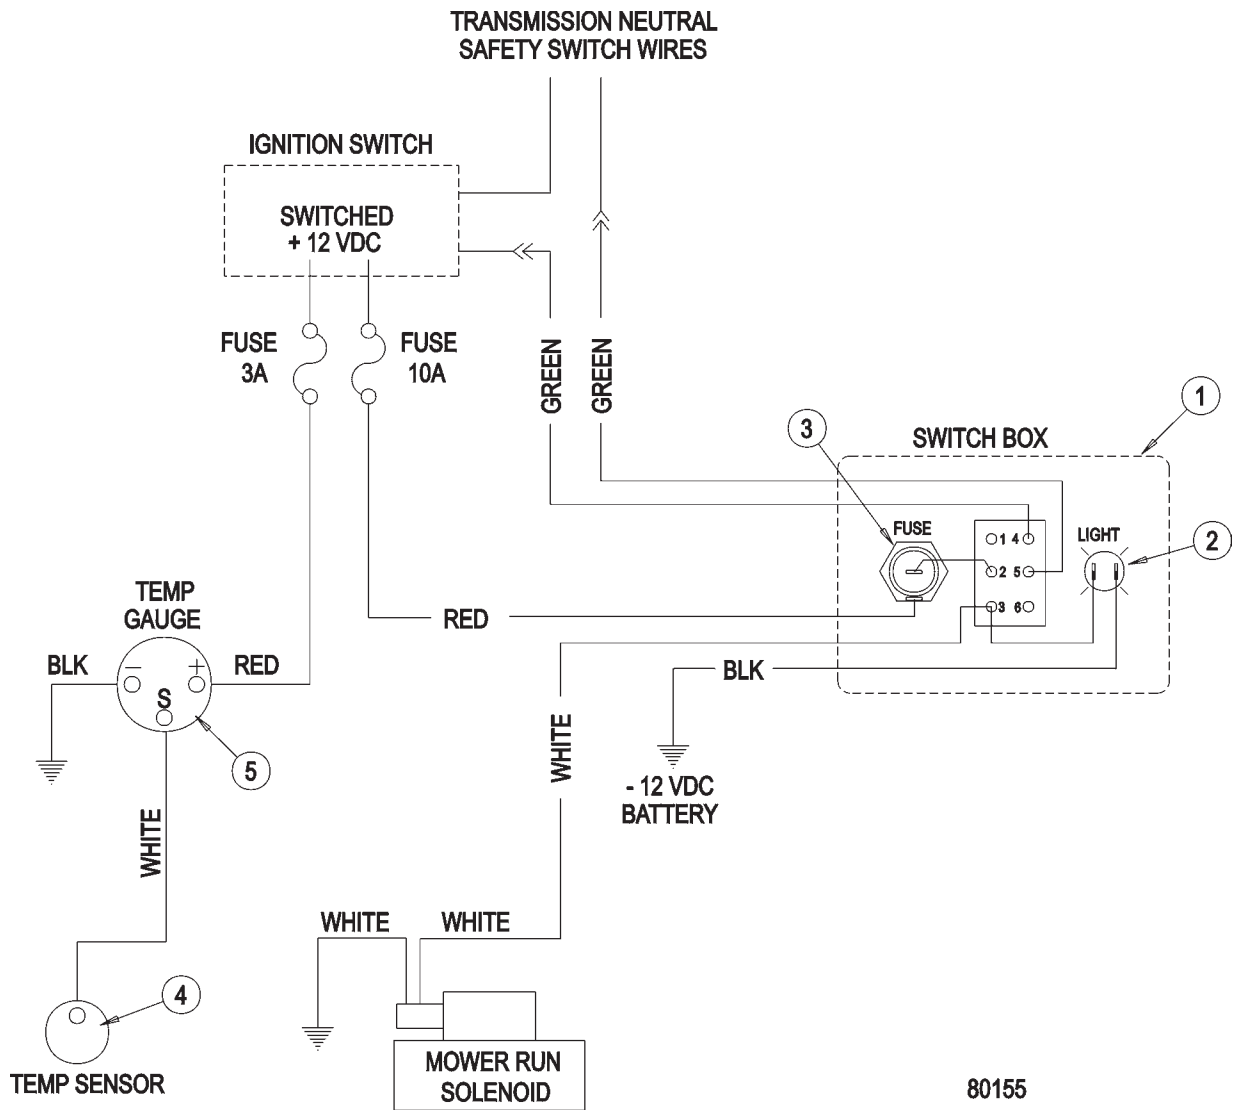 TRANSMISSION NEUTRAL
SAFETY SWITCH WIRES
IGNITION SWITCH
SWITCHED
+ 12 VDC
FUSE
3A
FUSE
10A
GREEN
GREEN
1
3
SWITCH BOX
FUSE
1 4
2 5
3 6
LIGHT
2
TEMP
GAUGE
RED
BLK
RED
- +
S
BLK
5
WHITE
- 12 VDC
BATTERY
WHITE
WHITE
WHITE
4
TEMP SENSOR
MOWER RUN
SOLENOID
80155